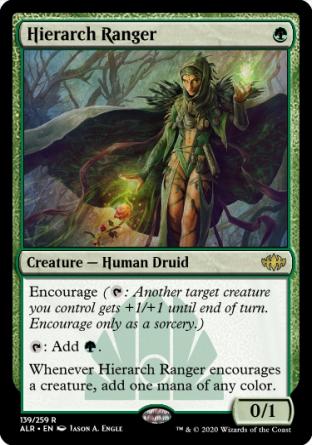 Hierarch Ranger
Creature — Human Druid
Encourage (: Another target creature
you control gets +1/+1 until end of turn.
Encourage only as a sorcery.)
: Add .
Whenever Hierarch Ranger encourages
a creature, add one mana of any color.
0/1
139/259 R
ALR • EN Jason A. Engle
™ & © 2020 Wizards of the Coast